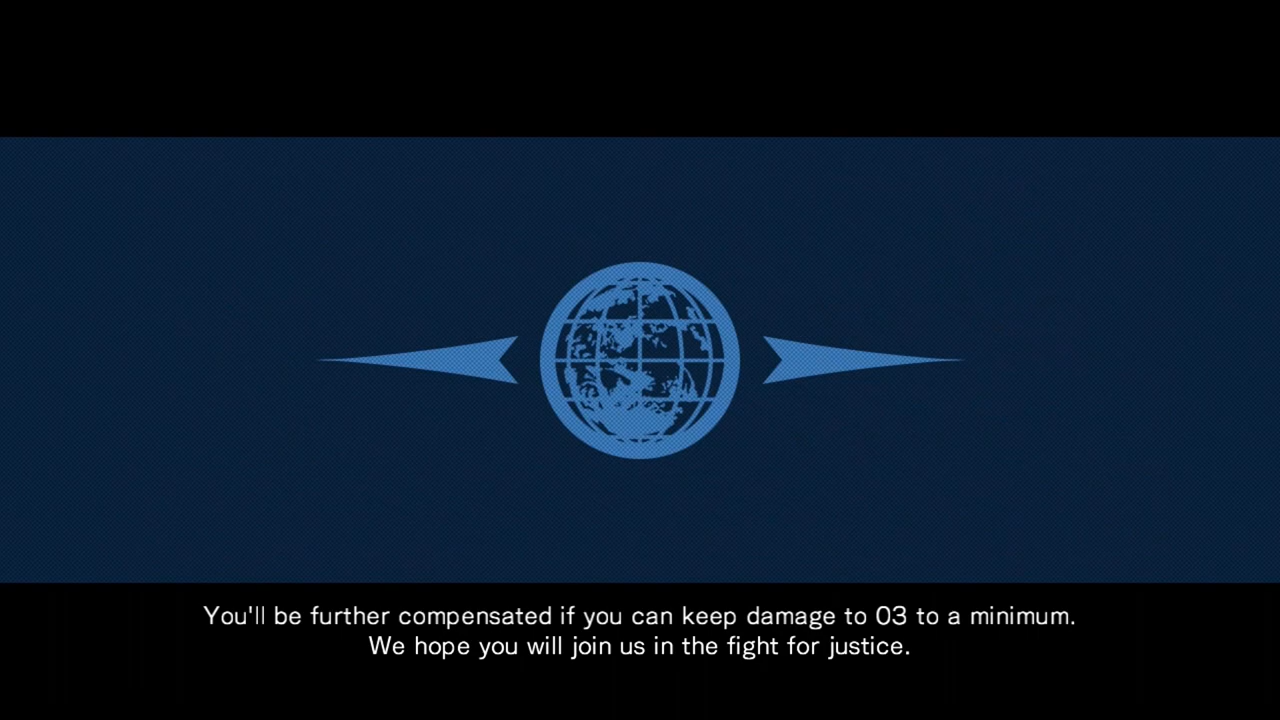 You'll be further compensated if you can keep damage to 03 to a minimum.
We hope you will join us in the fight for justice.